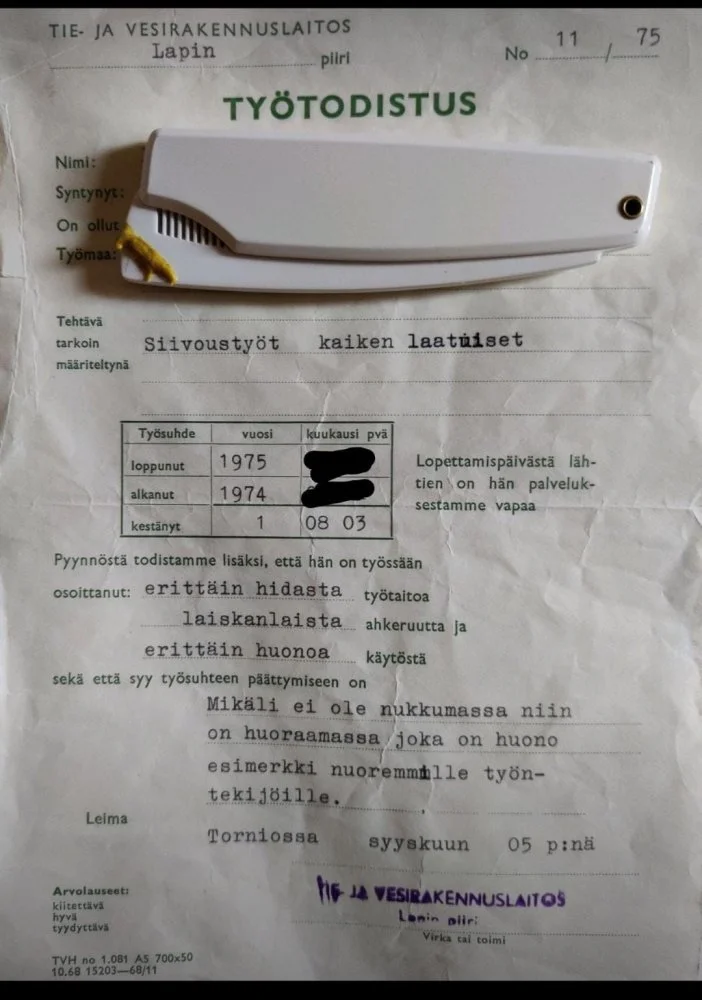 TIE- JA VESIRAKENNUSLAITOS
Lapin piiri
No 11 / 75
TYÖTODISTUS
Nimi:
Syntynyt:
On ollut
Työmaa:
Tehtävä
tarkoin
määriteltynä
Siivoustyöt kaiken laatuiset
Työsuhde vuosi kuukausi pvä
loppunut 1975
alkanut 1974
kestänyt 1 08 03
Lopettamispäivästä läh-
tien on hän palveluk-
sestamme vapaa
Pyynnöstä todistamme lisäksi, että hän on työssään
osoittanut: erittäin hidasta työtaitoa
laiskanlaista ahkeruutta ja
erittäin huonoa käytöstä
sekä että syy työsuhteen päättymiseen on
Mikäli ei ole nukkumassa niin
on huoraamassa joka on huono
esimerkki nuoremmille työn-
tekijöille.
Leima
Torniossa syyskuun 05 p:nä
TIE- JA VESIRAKENNUSLAITOS
Lapin piiri
Virka tai toimi
Arvolauseet:
kiitettävä
hyvä
tyydyttävä
TVH no 1.081 A5 700x50
10.68 15203—68/11